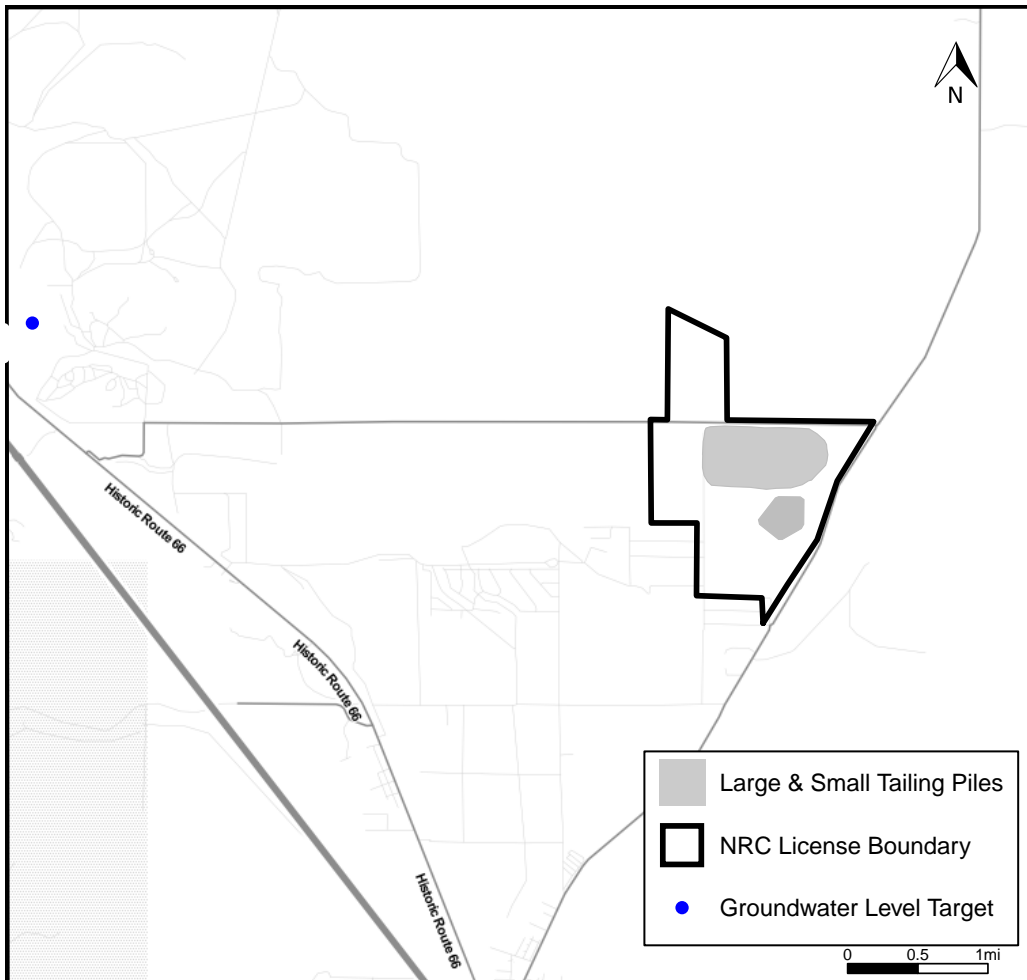 N
Historic Route 66
Historic Route 66
Historic Route 66
Large & Small Tailing Piles
NRC License Boundary
Groundwater Level Target
0 0.5 1mi